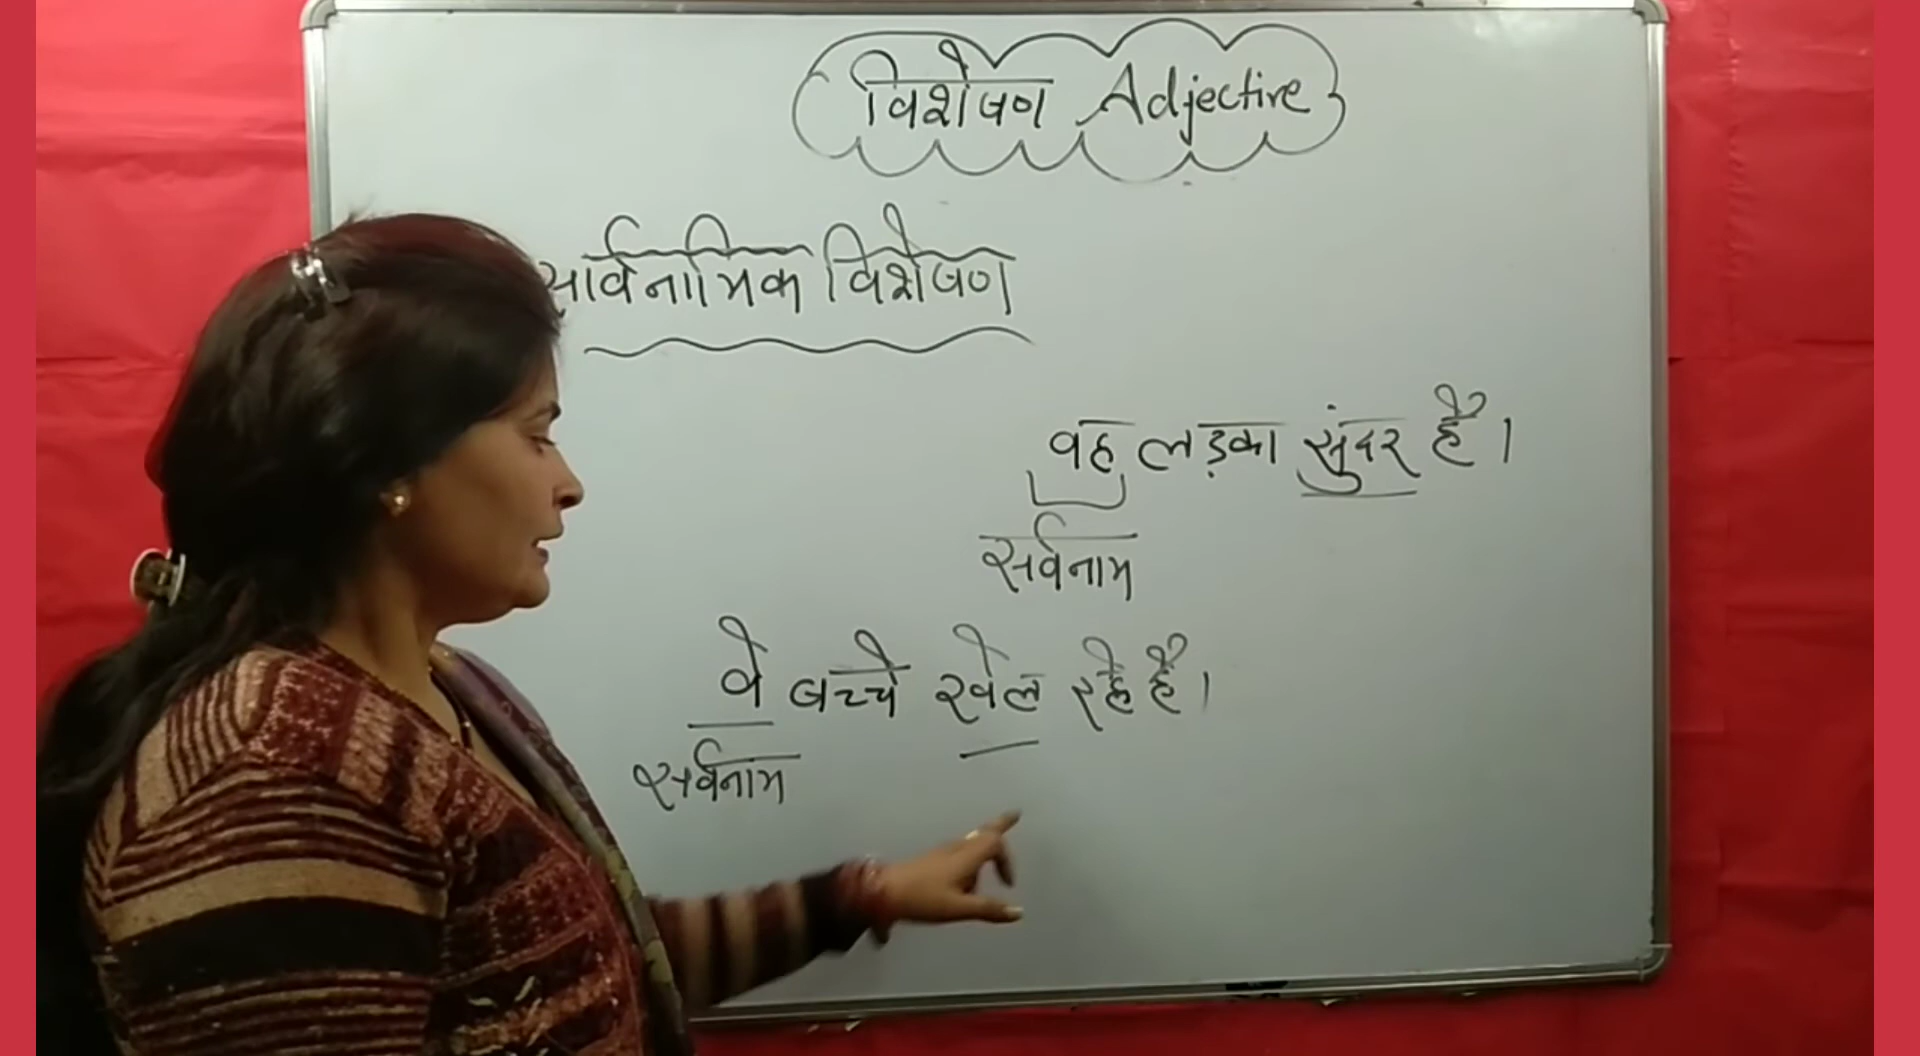 विशेषण Adjective
सार्वनामिक विशेषण
वह लड़का सुंदर है।
सर्वनाम
वे बच्चे खेल रहे हैं।
सर्वनाम